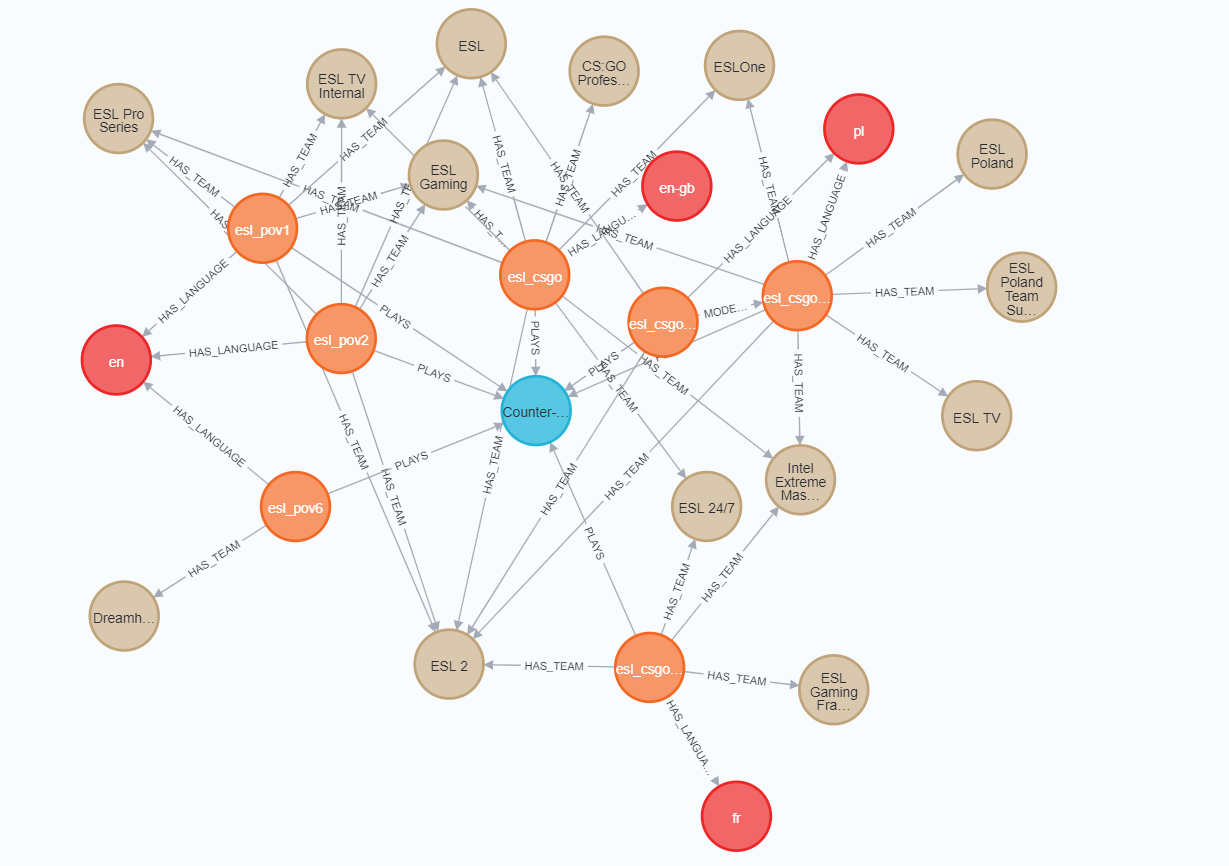 ESL
ESL TV
Internal
CS:GO
Profes...
ESLOne
ESL Pro
Series
pl
ESL
Poland
ESL
Gaming
en-gb
esl_pov1
esl_csgo
esl_csgo...
esl_csgo...
ESL
Poland
Team
Su...
esl_pov2
en
Counter-...
ESL TV
Intel
Extreme
Mas...
esl_pov6
ESL 24/7
Dreamh...
ESL 2
esl_csgo...
ESL
Gaming
Fra...
fr
HAS_TEAM
HAS_TEAM
HAS_TEAM
HAS_TEAM
HAS_TEAM
HAS_TEAM
HAS_TEAM
HAS_TEAM
HAS_TEAM
HAS_TEAM
HAS_TEAM
HAS_T...
HAS_LANGU...
HAS_TEAM
HAS_LANGUAGE
HAS_LANGUAGE
HAS_TEAM
HAS_TEAM
HAS_TEAM
HAS_TEAM
HAS_LANGUAGE
HAS_LANGUAGE
HAS_LANGUAGE
PLAYS
PLAYS
PLAYS
PLAYS
PLAYS
MODE...
HAS_TEAM
HAS_TEAM
HAS_TEAM
HAS_TEAM
HAS_TEAM
HAS_TEAM
HAS_TEAM
PLAYS
HAS_TEAM
HAS_TEAM
HAS_TEAM
HAS_TEAM
HAS_TEAM
HAS_LANGUA...